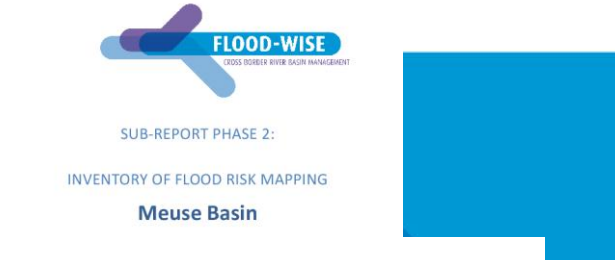 FLOOD-WISE
CROSS BORDER RIVER BASIN MANAGEMENT
SUB-REPORT PHASE 2:
INVENTORY OF FLOOD RISK MAPPING
Meuse Basin